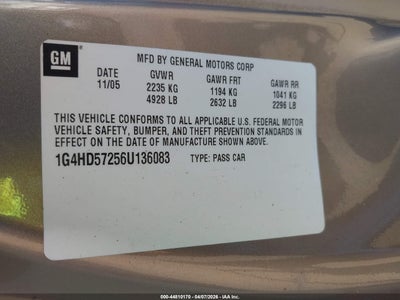 GM
MFD BY GENERAL MOTORS CORP
DATE GVWR GAWR FRT GAWR RR
11/05 2235 KG 1194 KG 1041 KG
4928 LB 2632 LB 2296 LB
THIS VEHICLE CONFORMS TO ALL APPLICABLE U.S. FEDERAL MOTOR
VEHICLE SAFETY, BUMPER, AND THEFT PREVENTION STANDARDS IN
EFFECT ON THE DATE OF MANUFACTURE SHOWN ABOVE.
1G4HD57256U136083 TYPE: PASS CAR
000-44810170 - 04/07/2026 - IAA Inc.